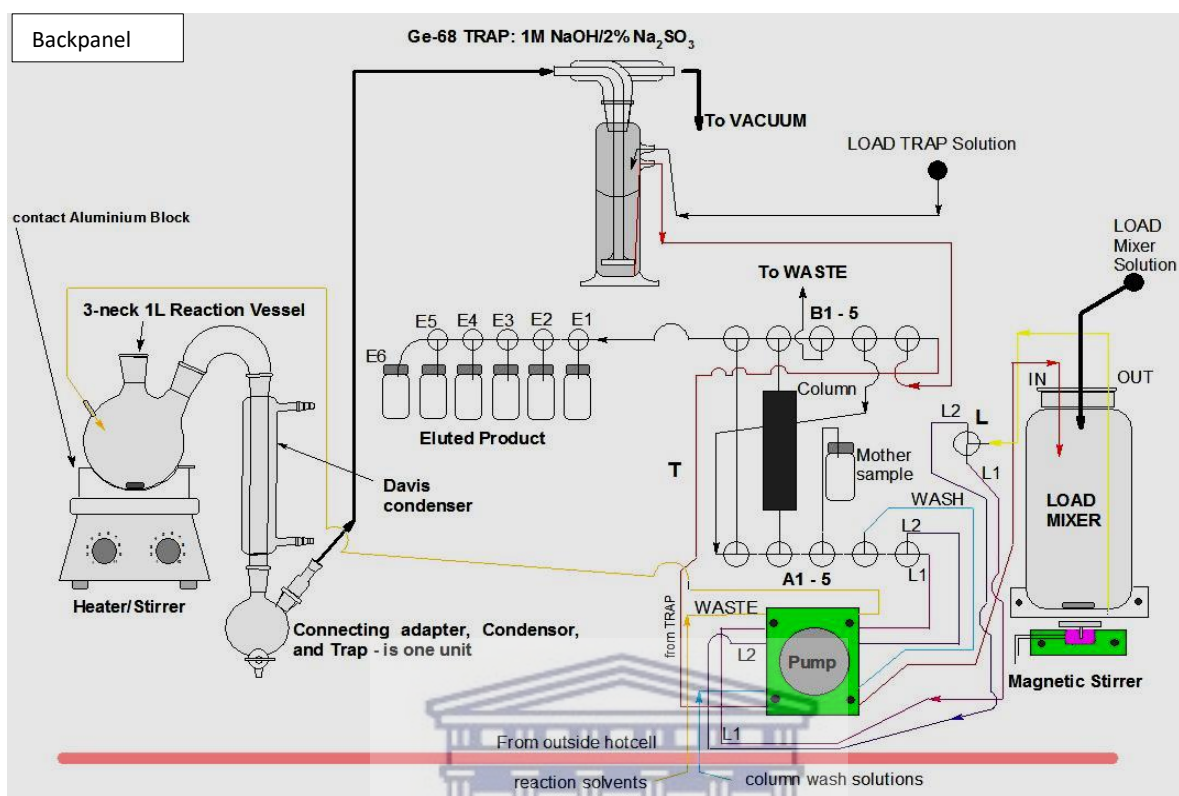 Backpanel
Ge-68 TRAP: 1M NaOH/2% Na₂SO₃
To VACUUM
LOAD TRAP Solution
contact Aluminium Block
LOAD
Mixer
Solution
To WASTE
3-neck 1L Reaction Vessel
B1 - 5
E5 E4 E3 E2 E1
E6
IN OUT
Column
L2 L
Eluted Product
Mother
sample
T
L1
Davis
condenser
WASH
LOAD
MIXER
L2
L1
A1 - 5
Heater/Stirrer
WASTE
Connecting adapter, Condensor,
and Trap - is one unit
from TRAP
L2
Pump
Magnetic Stirrer
L1
From outside hotcell
reaction solvents
column wash solutions